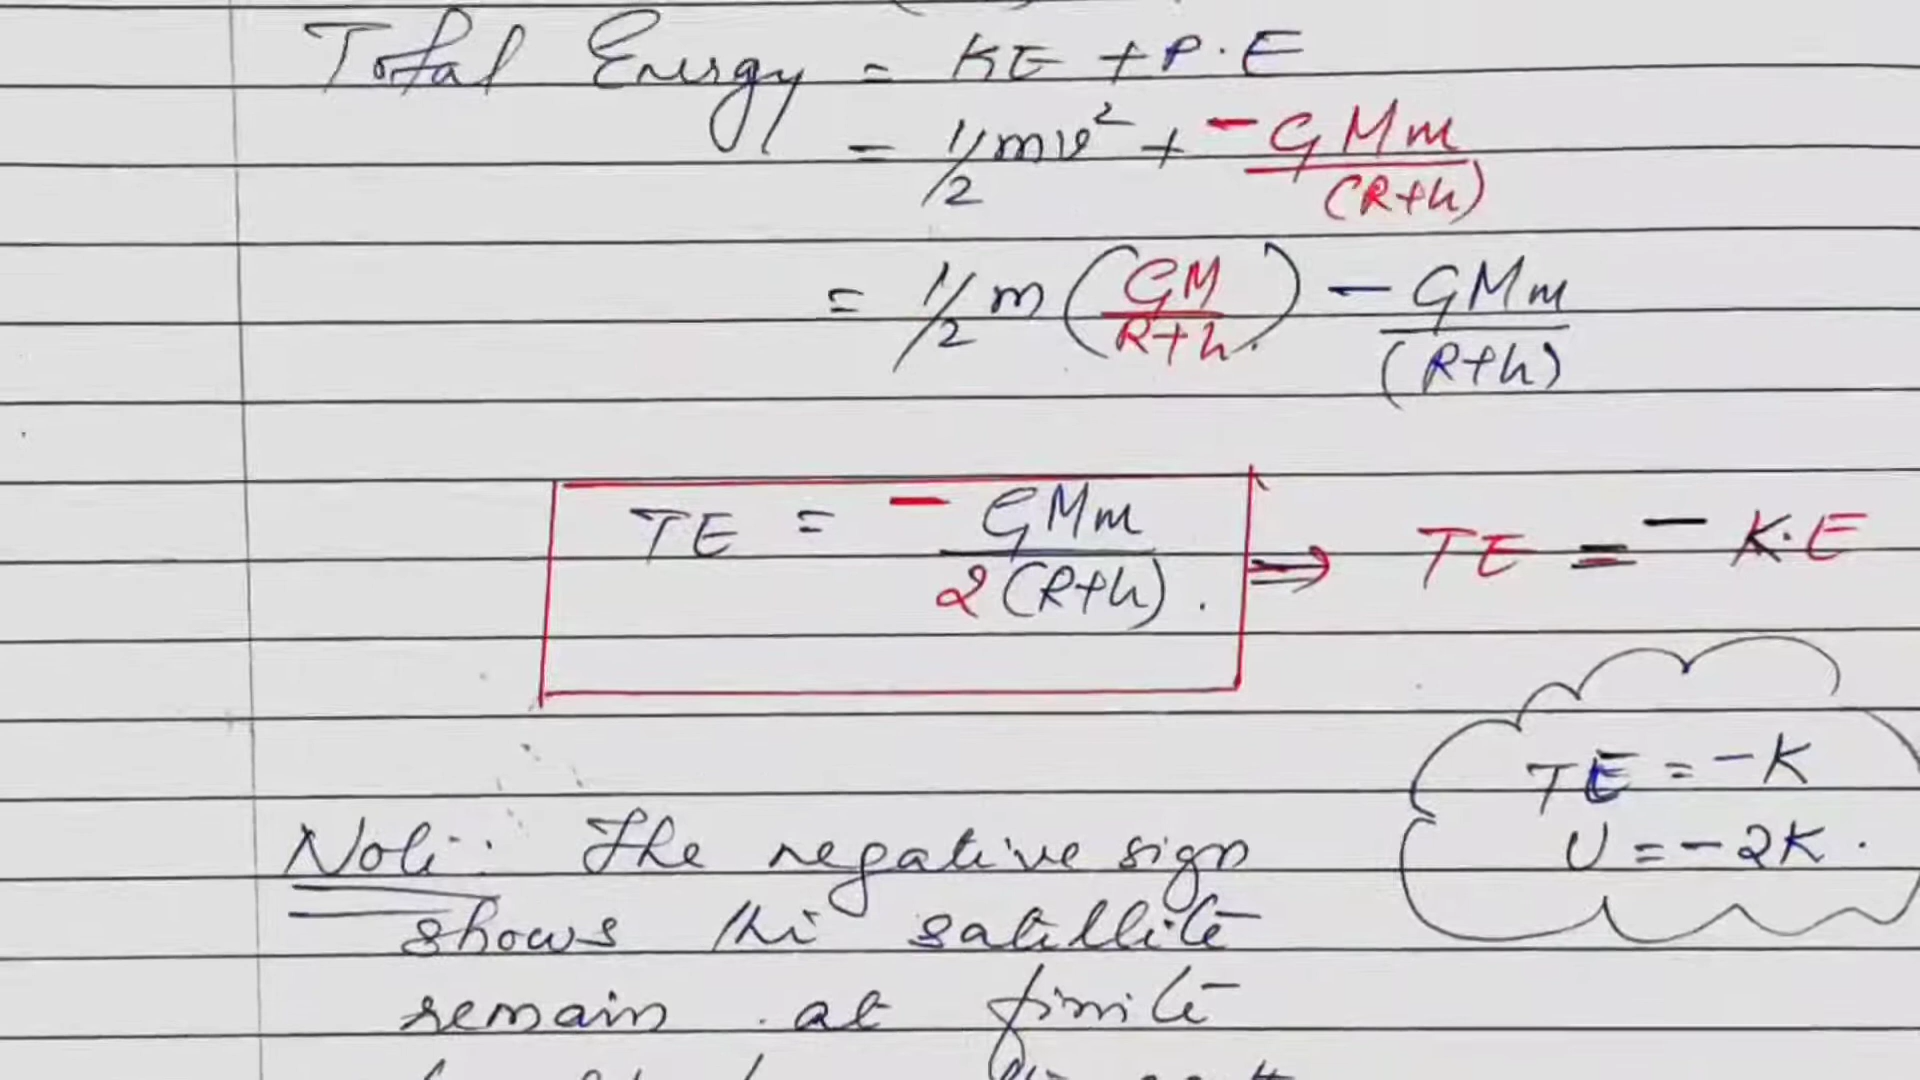 Total Energy = KE + P.E
= 1/2 mv² + -GMm/(R+h)
= 1/2 m (GM/R+h.) - GMm/(R+h)
TE = - GMm/2(R+h) . ⇒ TE = - K.E
TE = -K
U = -2K .
Note: The negative sign
shows the satellite
remain at finite